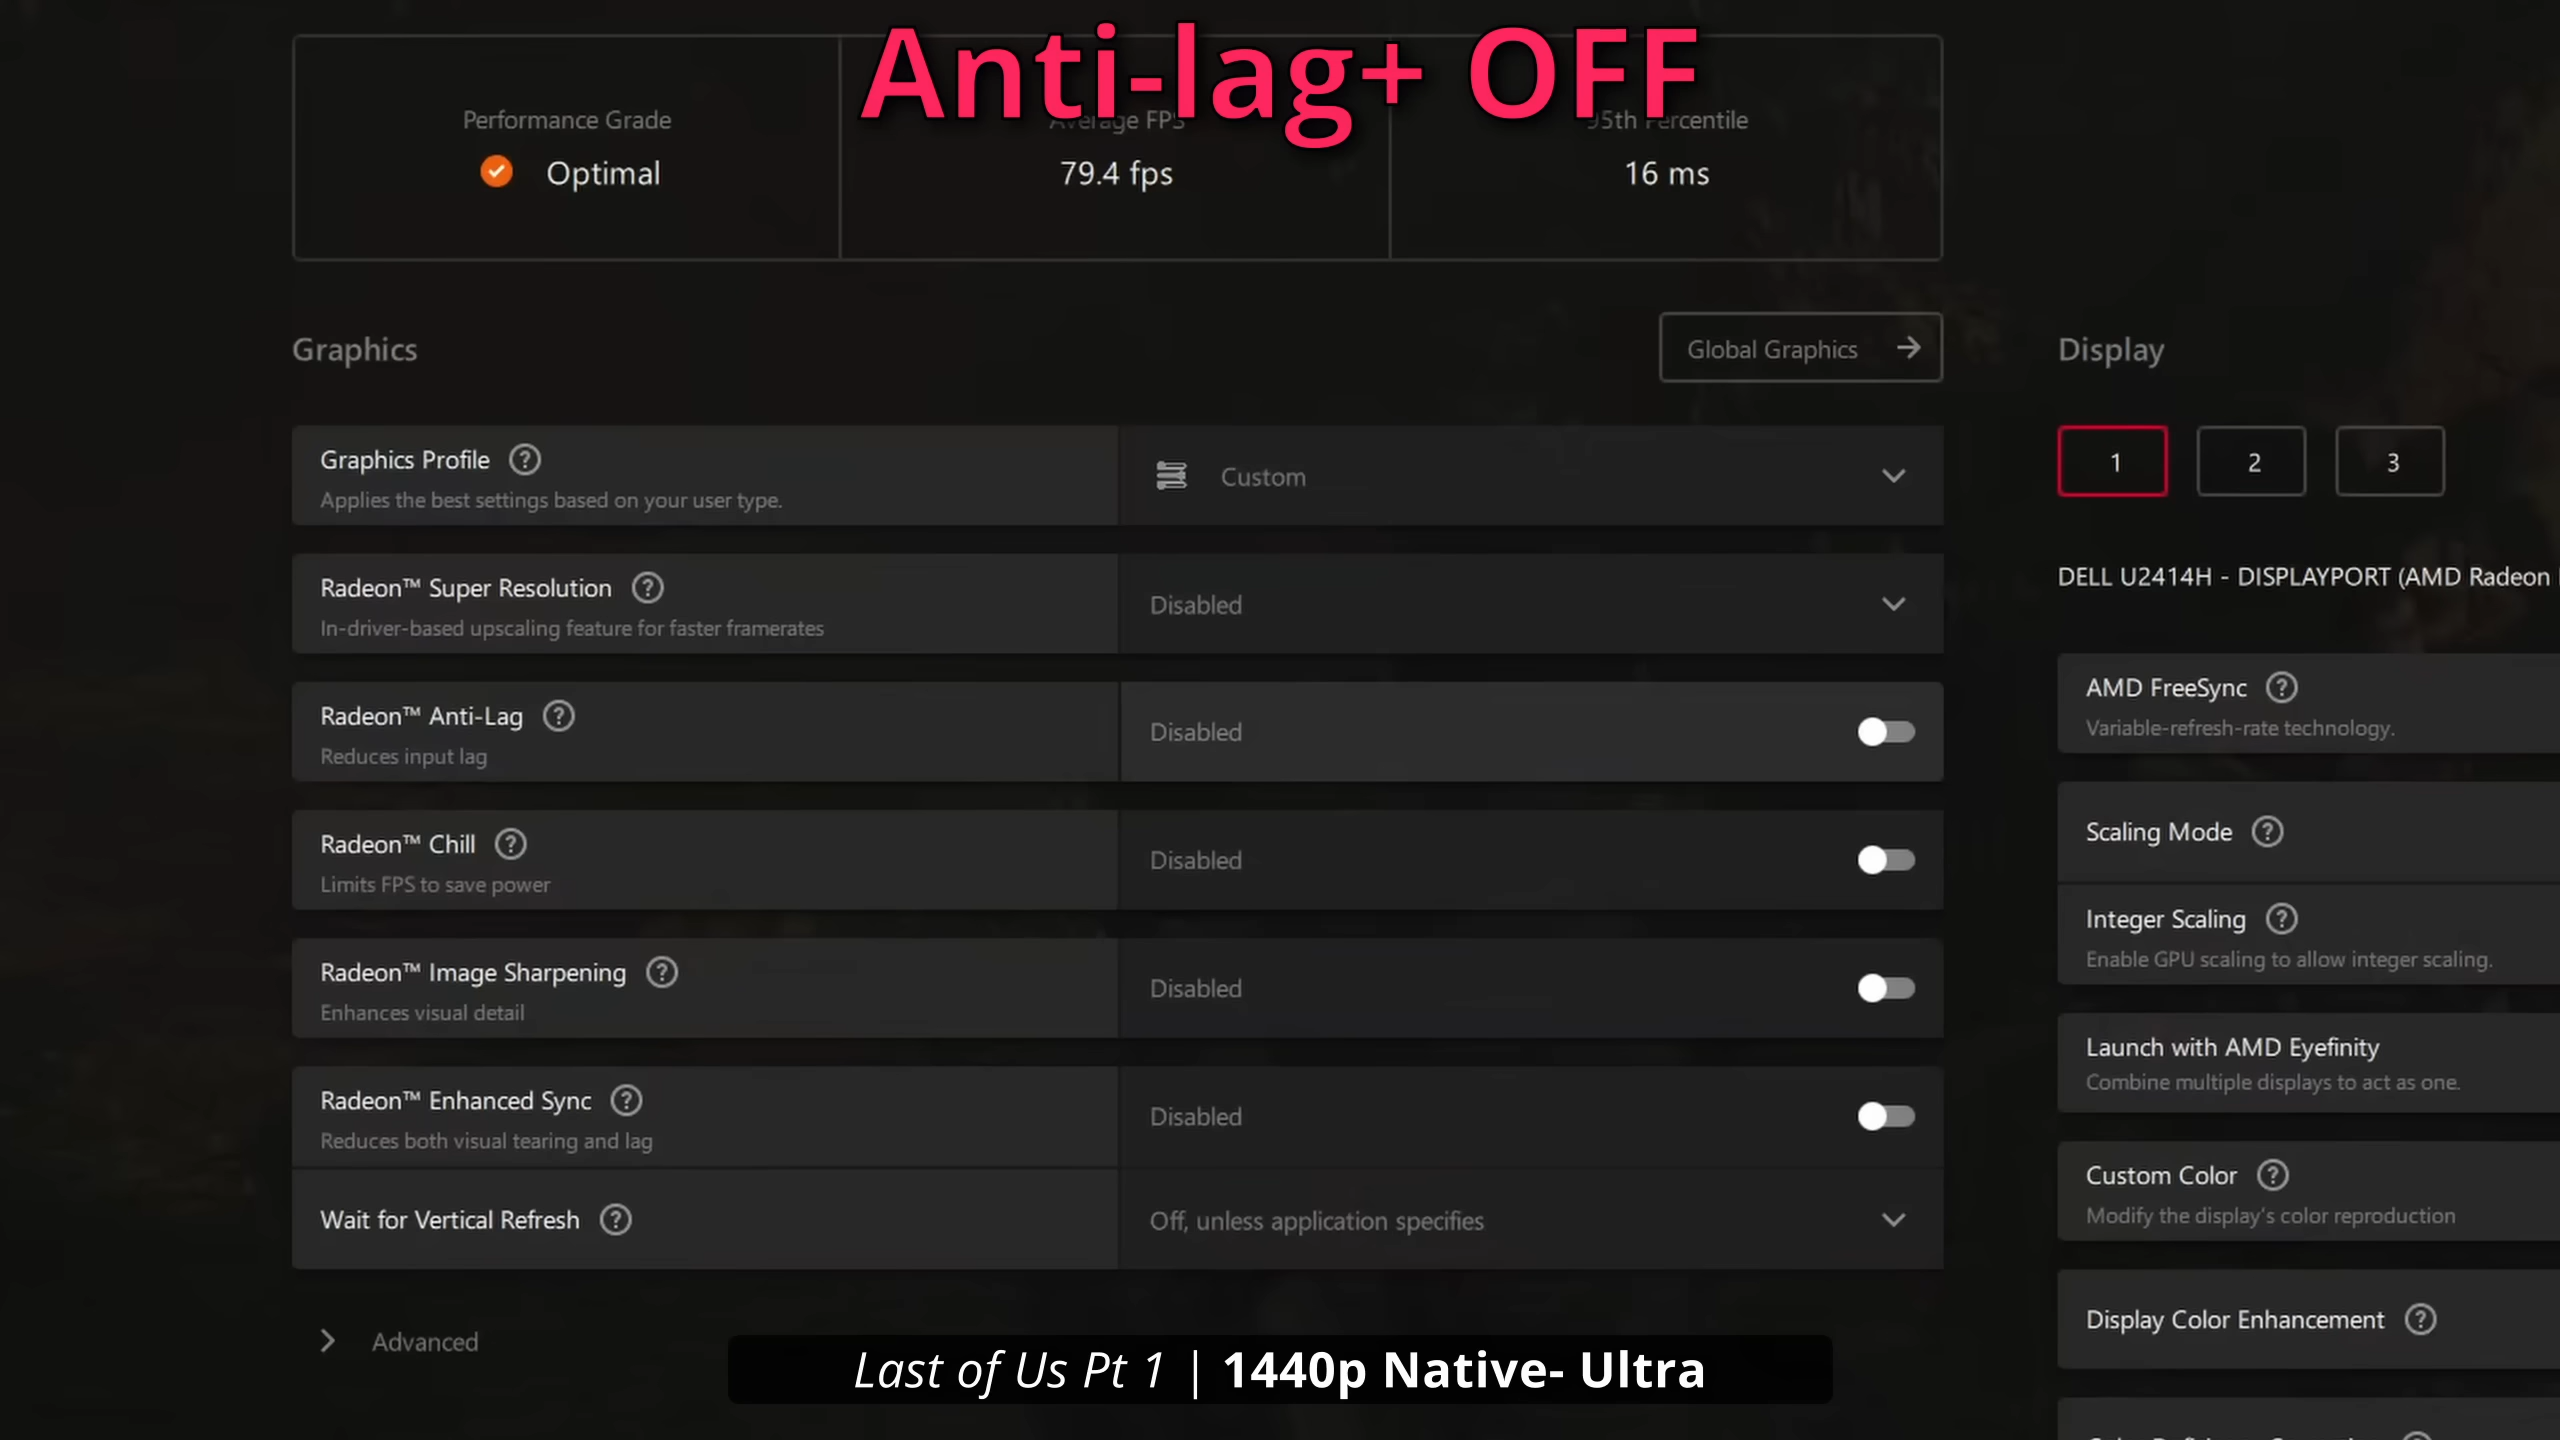 Anti-lag+ OFF
Performance Grade
Optimal
Average FPS
79.4 fps
95th Percentile
16 ms
Graphics
Global Graphics
Graphics Profile
Applies the best settings based on your user type.
Custom
Radeon™ Super Resolution
In-driver-based upscaling feature for faster framerates
Disabled
Radeon™ Anti-Lag
Reduces input lag
Disabled
Radeon™ Chill
Limits FPS to save power
Disabled
Radeon™ Image Sharpening
Enhances visual detail
Disabled
Radeon™ Enhanced Sync
Reduces both visual tearing and lag
Disabled
Wait for Vertical Refresh
Off, unless application specifies
Advanced
Display
1 2 3
DELL U2414H - DISPLAYPORT (AMD Radeon
AMD FreeSync
Variable-refresh-rate technology.
Scaling Mode
Integer Scaling
Enable GPU scaling to allow integer scaling.
Launch with AMD Eyefinity
Combine multiple displays to act as one.
Custom Color
Modify the display's color reproduction
Display Color Enhancement
Last of Us Pt 1 | 1440p Native- Ultra